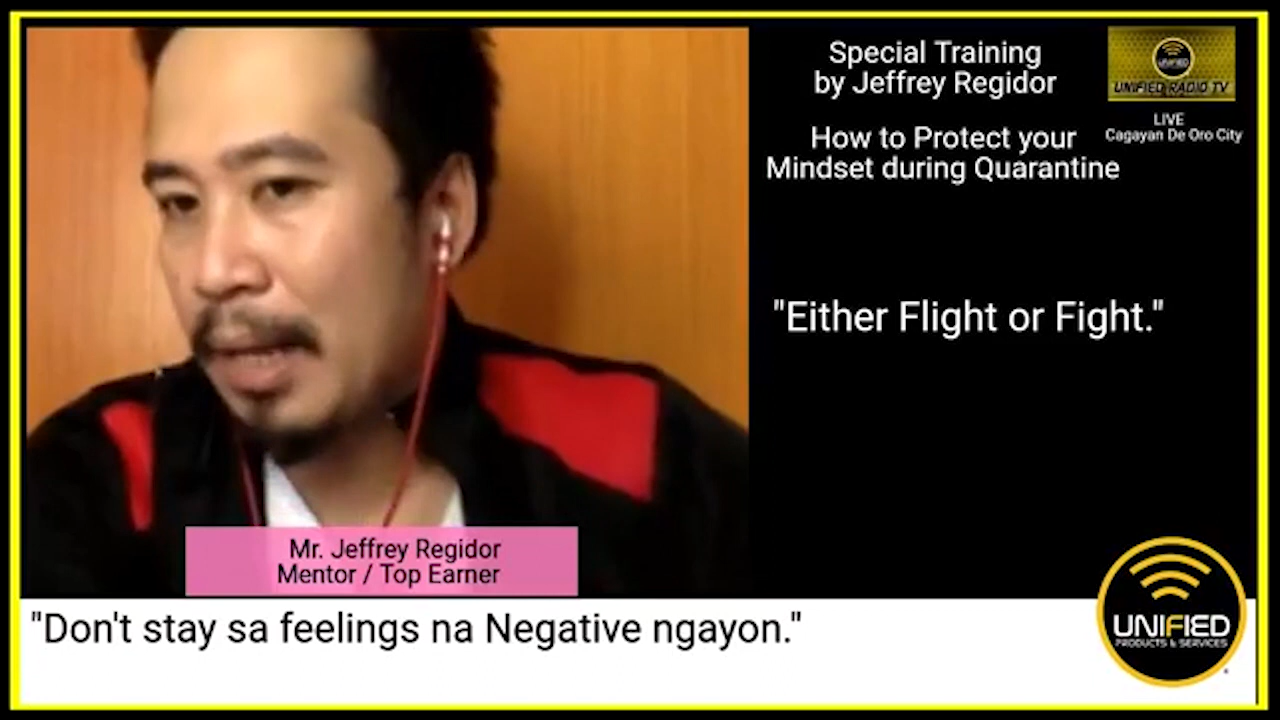 Special Training
by Jeffrey Regidor
How to Protect your
Mindset during Quarantine
UNIFIED
UNIFIED RADIO TV
LIVE
Cagayan De Oro City
"Either Flight or Fight."
Mr. Jeffrey Regidor
Mentor / Top Earner
"Don't stay sa feelings na Negative ngayon."
UNIFIED
PRODUCTS & SERVICES